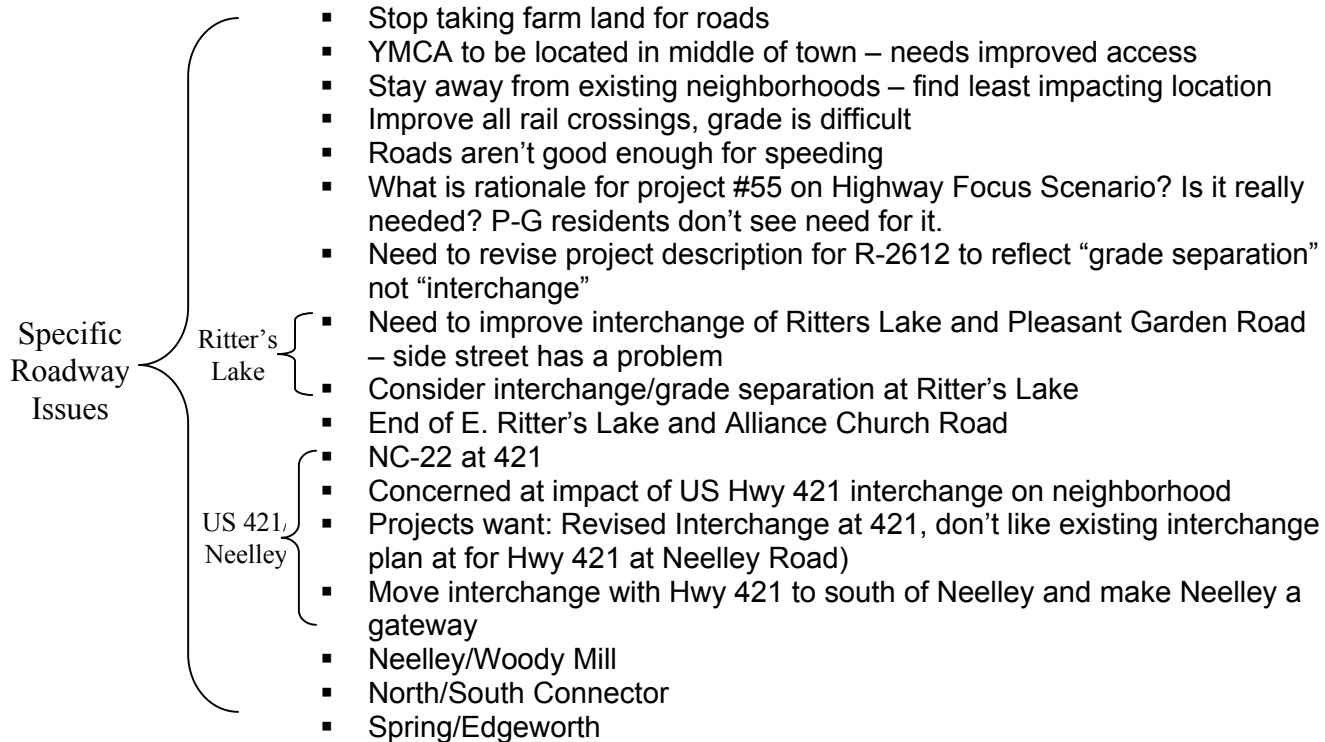 ▪ Stop taking farm land for roads
▪ YMCA to be located in middle of town – needs improved access
▪ Stay away from existing neighborhoods – find least impacting location
▪ Improve all rail crossings, grade is difficult
▪ Roads aren’t good enough for speeding
▪ What is rationale for project #55 on Highway Focus Scenario? Is it really
needed? P-G residents don’t see need for it.
▪ Need to revise project description for R-2612 to reflect “grade separation”
not “interchange”
Specific
Roadway
Issues
Ritter’s
Lake
▪ Need to improve interchange of Ritters Lake and Pleasant Garden Road
– side street has a problem
▪ Consider interchange/grade separation at Ritter’s Lake
▪ End of E. Ritter’s Lake and Alliance Church Road
US 421/
Neelley
▪ NC-22 at 421
▪ Concerned at impact of US Hwy 421 interchange on neighborhood
▪ Projects want: Revised Interchange at 421, don’t like existing interchange
plan at for Hwy 421 at Neelley Road)
▪ Move interchange with Hwy 421 to south of Neelley and make Neelley a
gateway
▪ Neelley/Woody Mill
▪ North/South Connector
▪ Spring/Edgeworth